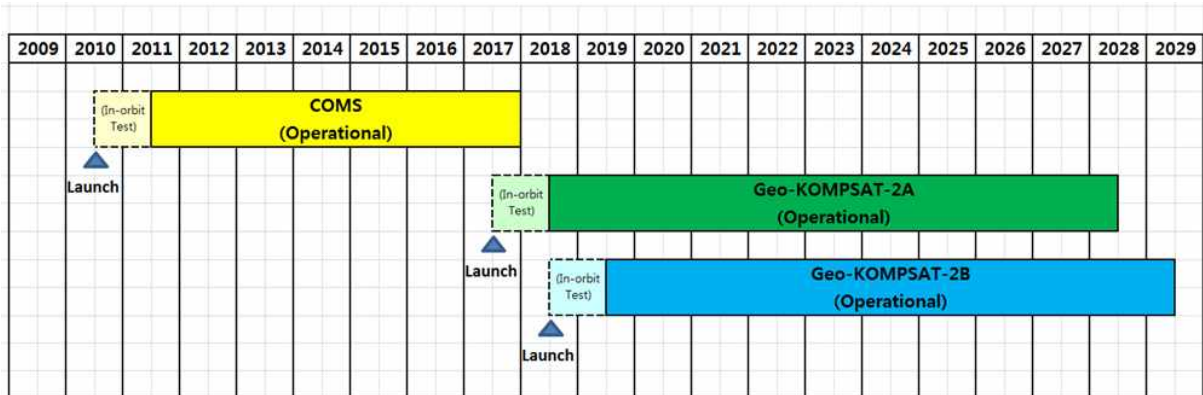 2009 2010 2011 2012 2013 2014 2015 2016 2017 2018 2019 2020 2021 2022 2023 2024 2025 2026 2027 2028 2029
(In-orbit
Test)
COMS
(Operational)
Launch
(In-orbit
Test)
Geo-KOMPSAT-2A
(Operational)
Launch
(In-orbit
Test)
Geo-KOMPSAT-2B
(Operational)
Launch